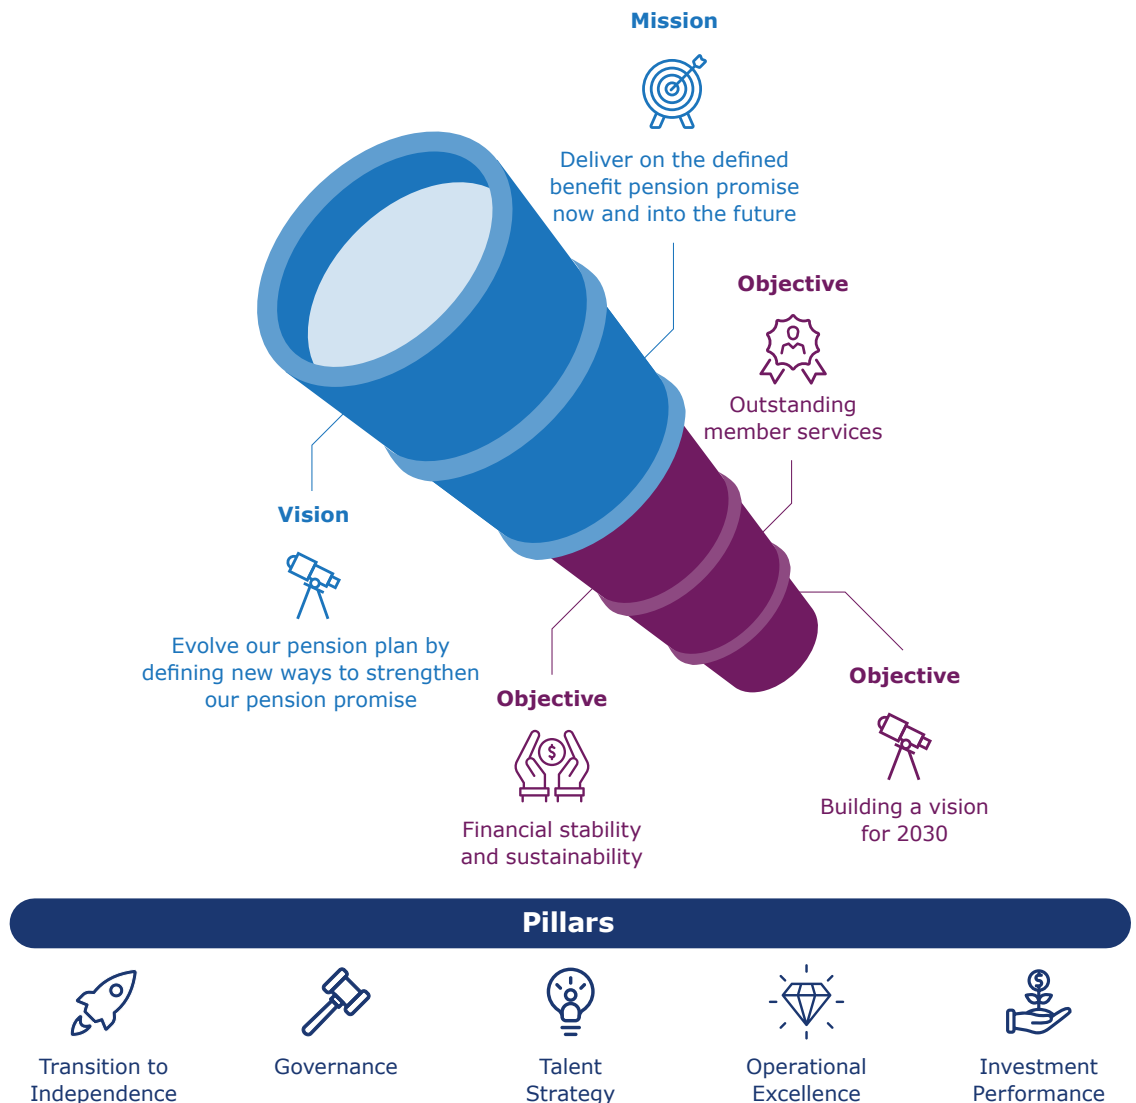 Mission
Deliver on the defined
benefit pension promise
now and into the future
Objective
Outstanding
member services
Vision
Evolve our pension plan by
defining new ways to strengthen
our pension promise
Objective
$
Financial stability
and sustainability
Objective
Building a vision
for 2030
Pillars
Transition to
Independence
Governance
Talent
Strategy
Operational
Excellence
$
Investment
Performance